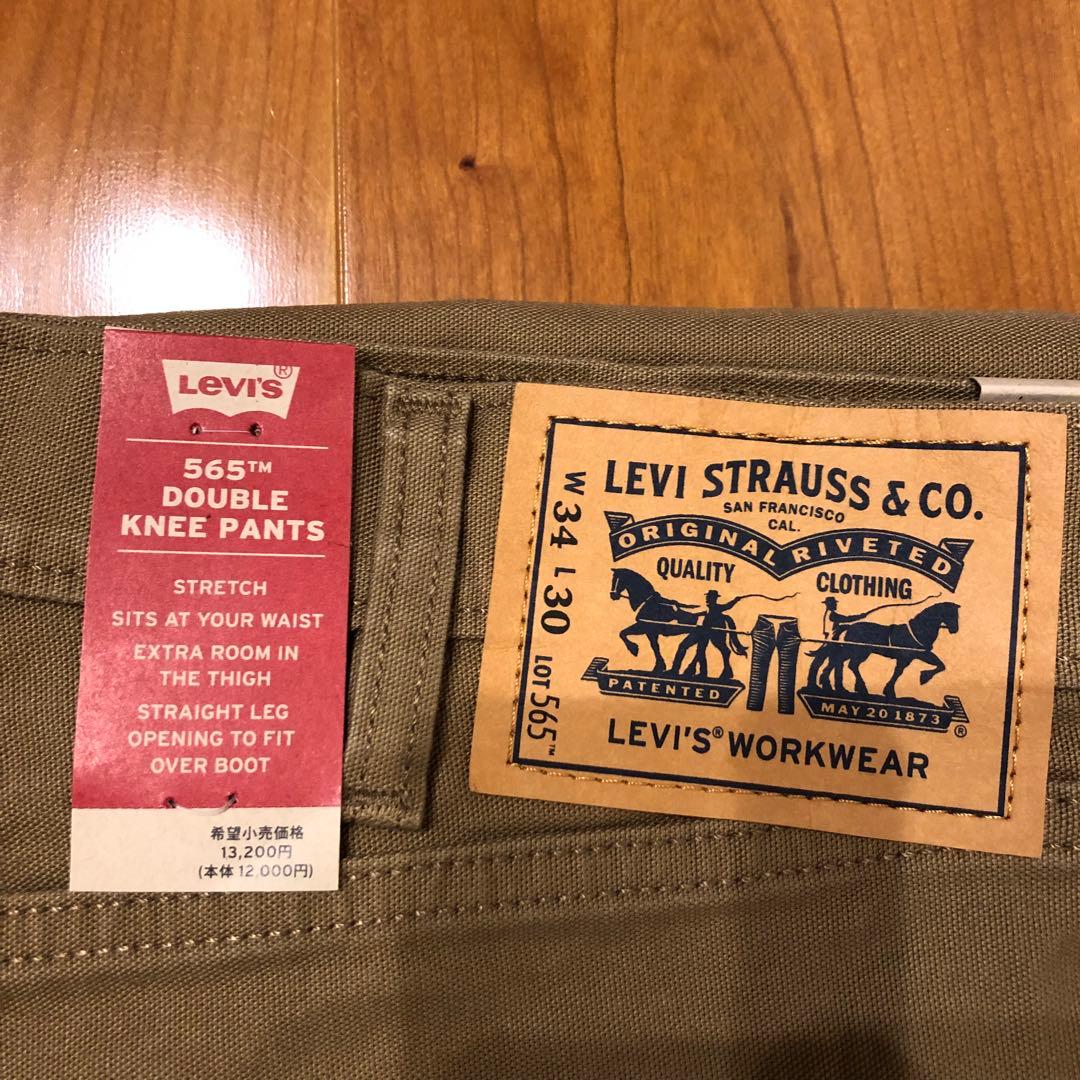 LEVI'S®
565™
DOUBLE
KNEE PANTS
STRETCH
SITS AT YOUR WAIST
EXTRA ROOM IN
THE THIGH
STRAIGHT LEG
OPENING TO FIT
OVER BOOT
希望小売価格
13,200円
(本体 12,000円)
W 34 L 30 LOT 565™
LEVI STRAUSS & CO.
SAN FRANCISCO
CAL.
ORIGINAL RIVETED
QUALITY CLOTHING
PATENTED MAY 20 1873 ®
LEVI'S® WORKWEAR